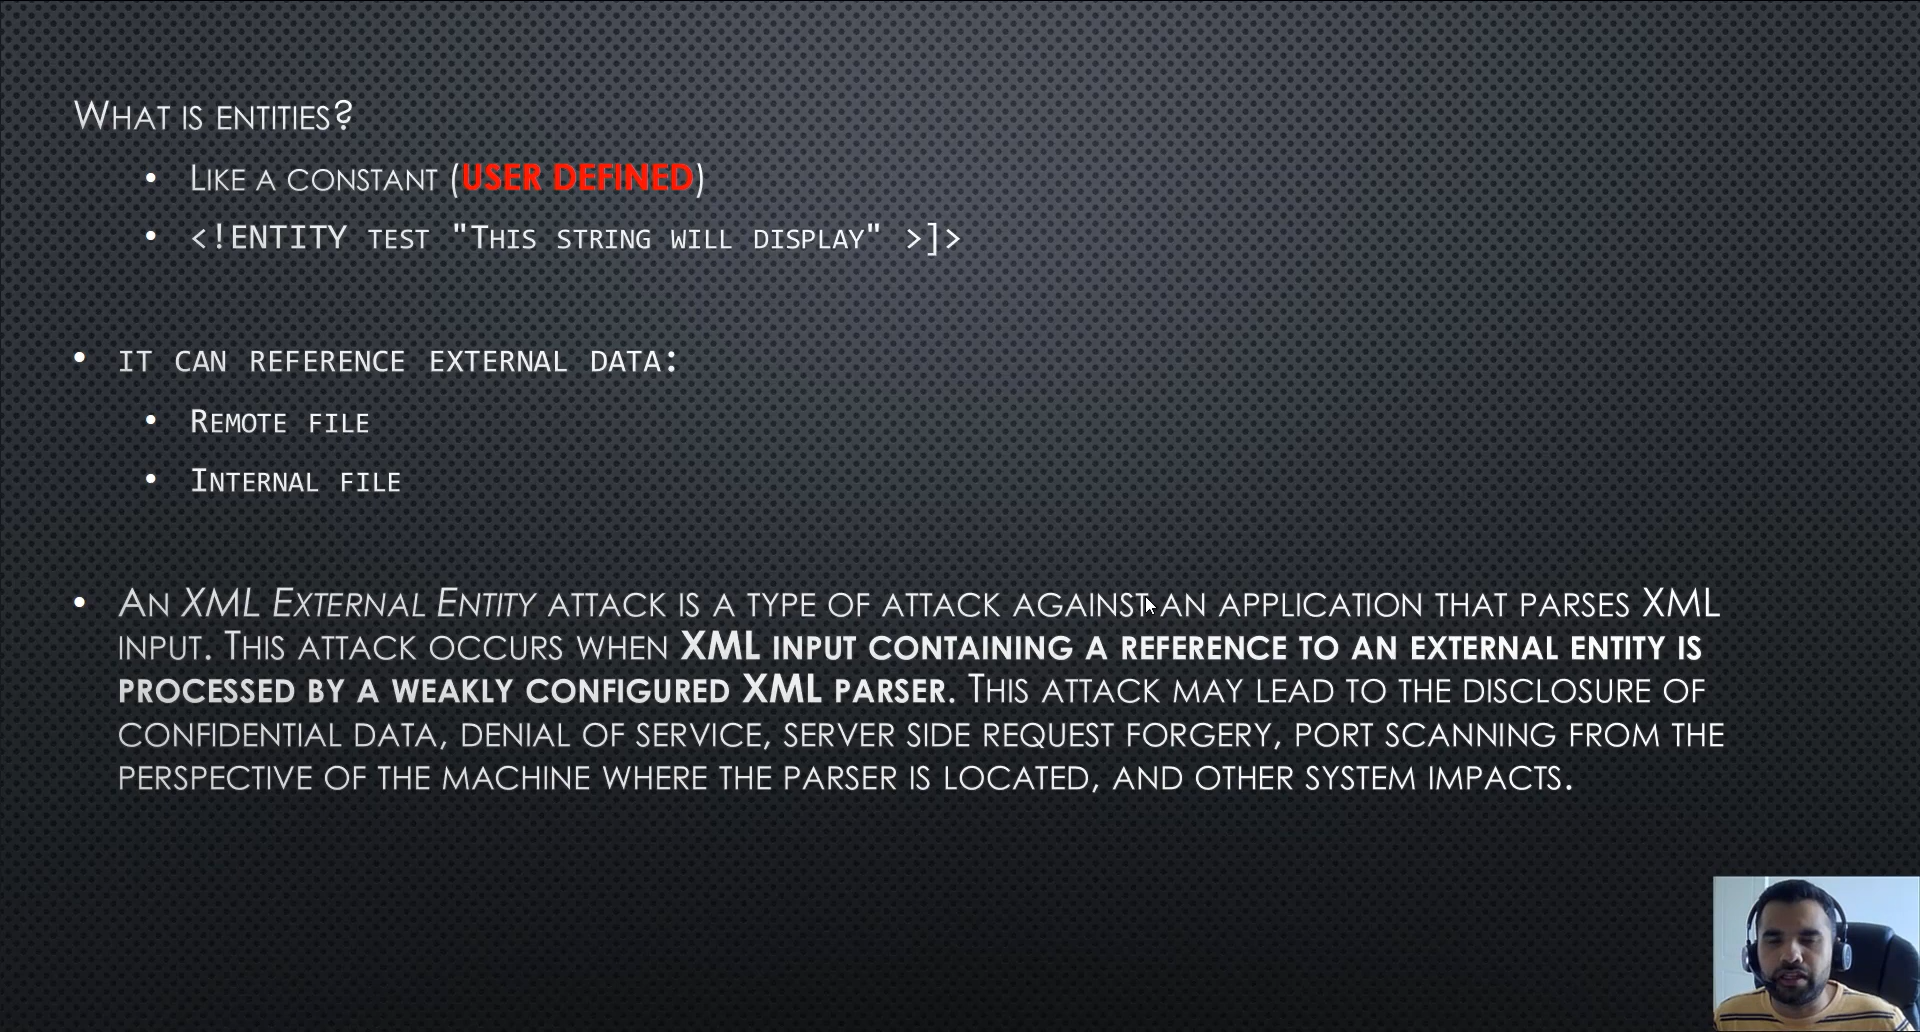 What is entities?
• Like a constant (USER DEFINED)
• <!ENTITY test "This string will display" >]>
• it can reference external data:
• Remote file
• Internal file
• An XML External Entity attack is a type of attack against an application that parses XML
input. This attack occurs when XML input containing a reference to an external entity is
processed by a weakly configured XML parser. This attack may lead to the disclosure of
confidential data, denial of service, server side request forgery, port scanning from the
perspective of the machine where the parser is located, and other system impacts.